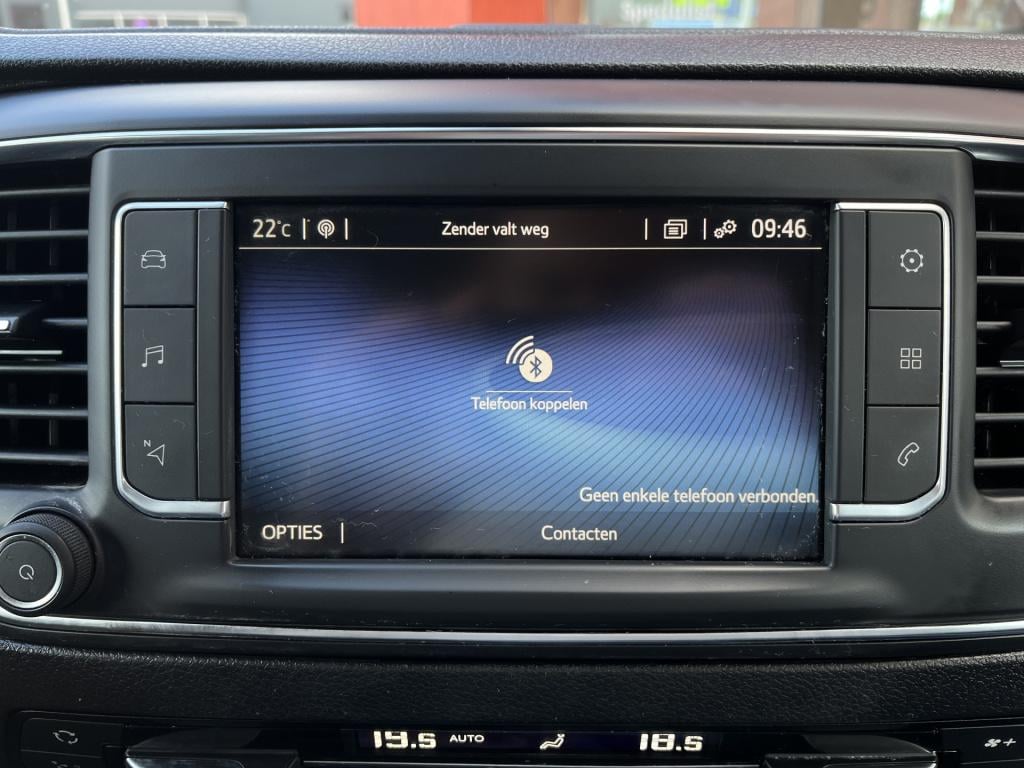 Specialist
22°C
Zender valt weg
09:46
N
Telefoon koppelen
Geen enkele telefoon verbonden.
OPTIES
Contacten
19.5 AUTO 18.5